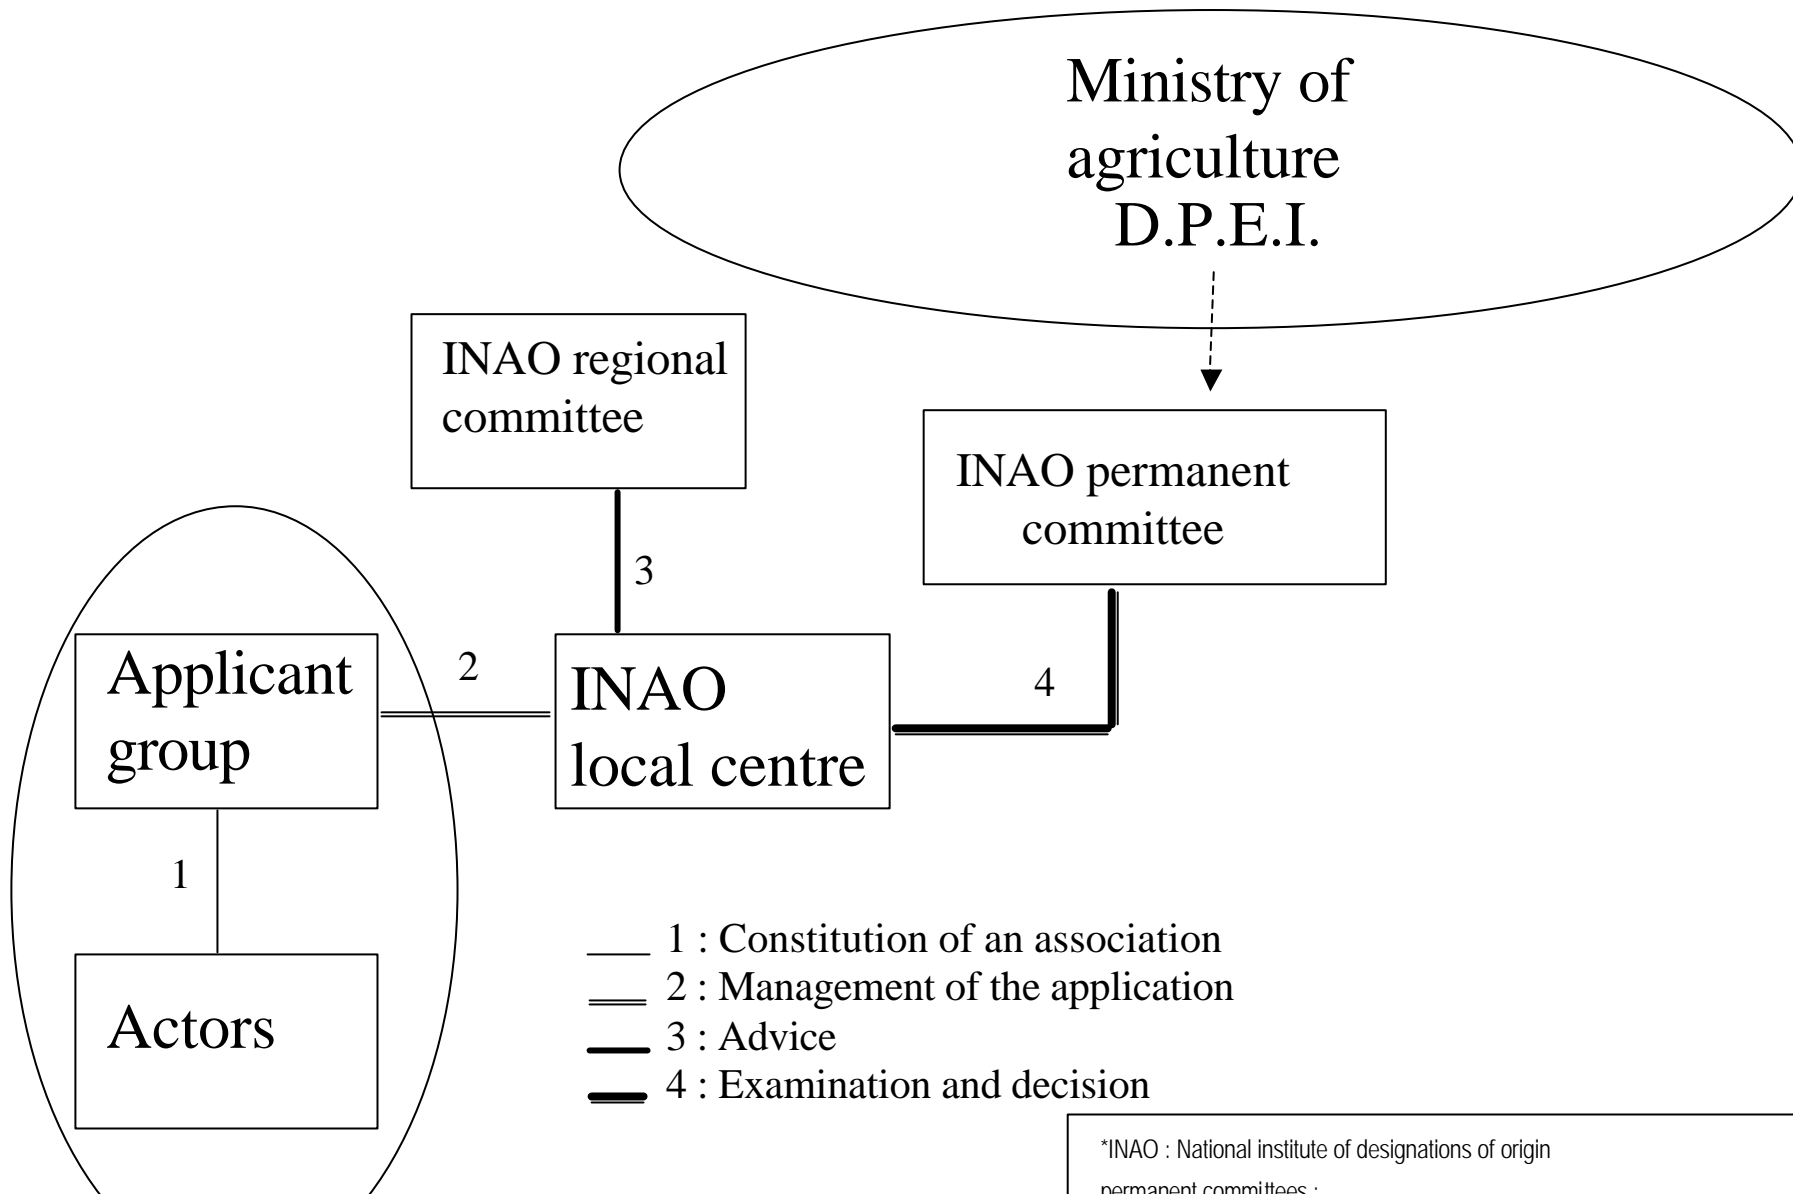 Ministry of
agriculture
D.P.E.I.
INAO regional
committee
INAO permanent
committee
3
Applicant
group
2
INAO
local centre
4
1
Actors
1 : Constitution of an association
2 : Management of the application
3 : Advice
4 : Examination and decision
*INAO : National institute of designations of origin
permanent committees :